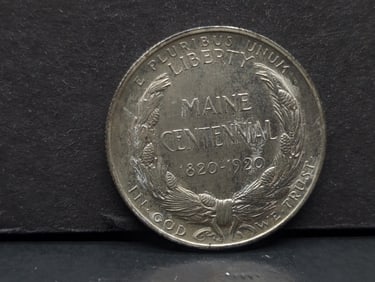 E PLURIBUS UNUM
LIBERTY
MAINE
CENTENNIAL
1820-1920
IN GOD WE TRUST